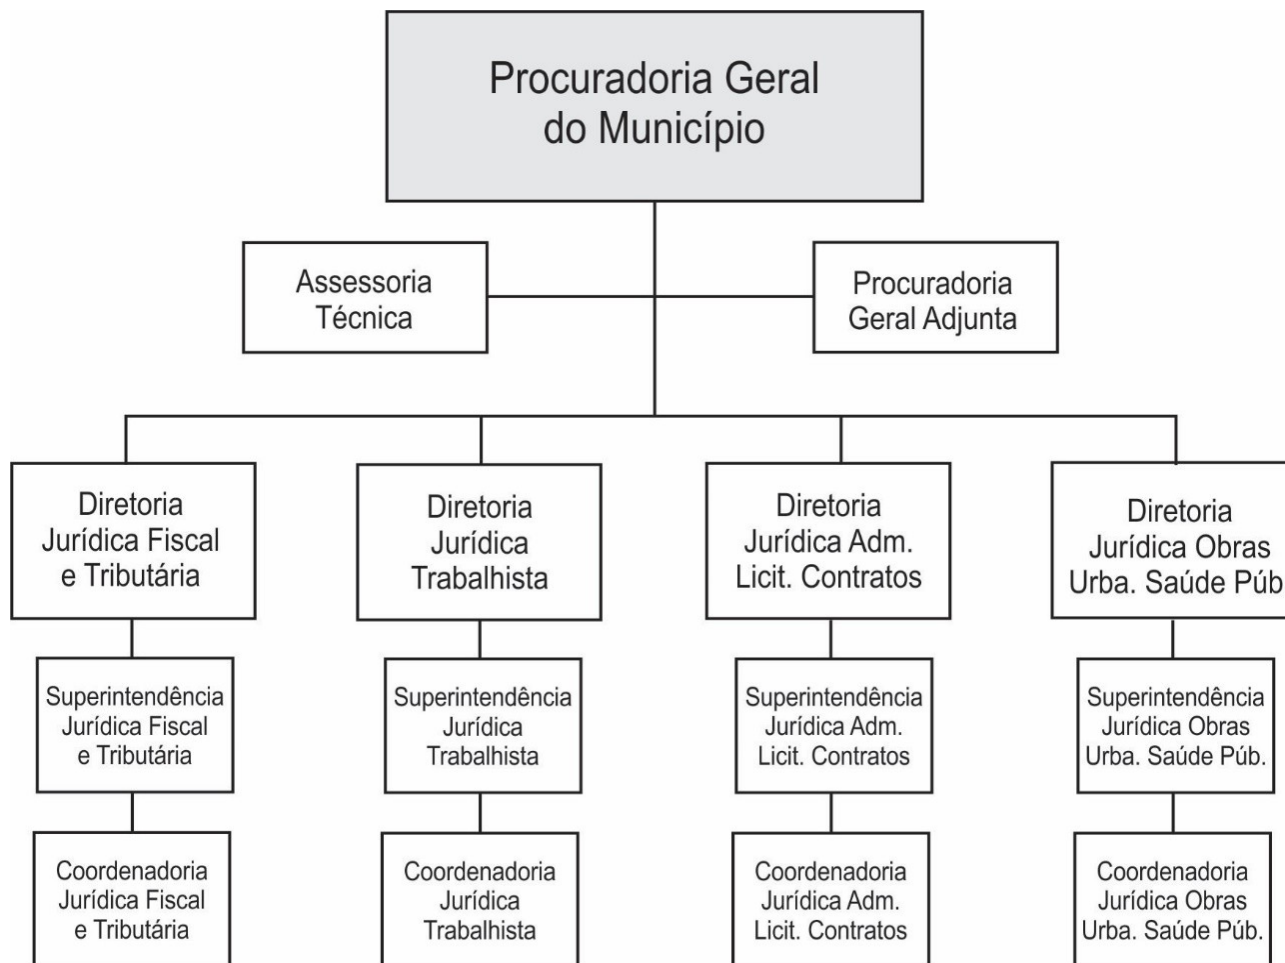 Procuradoria Geral
do Município
Assessoria
Técnica
Procuradoria
Geral Adjunta
Diretoria
Jurídica Fiscal
e Tributária
Diretoria
Jurídica
Trabalhista
Diretoria
Jurídica Adm.
Licit. Contratos
Diretoria
Jurídica Obras
Urba. Saúde Púb
Superintendência
Jurídica Fiscal
e Tributária
Superintendência
Jurídica
Trabalhista
Superintendência
Jurídica Adm.
Licit. Contratos
Superintendência
Jurídica Obras
Urba. Saúde Púb.
Coordenadoria
Jurídica Fiscal
e Tributária
Coordenadoria
Jurídica
Trabalhista
Coordenadoria
Jurídica Adm.
Licit. Contratos
Coordenadoria
Jurídica Obras
Urba. Saúde Púb.